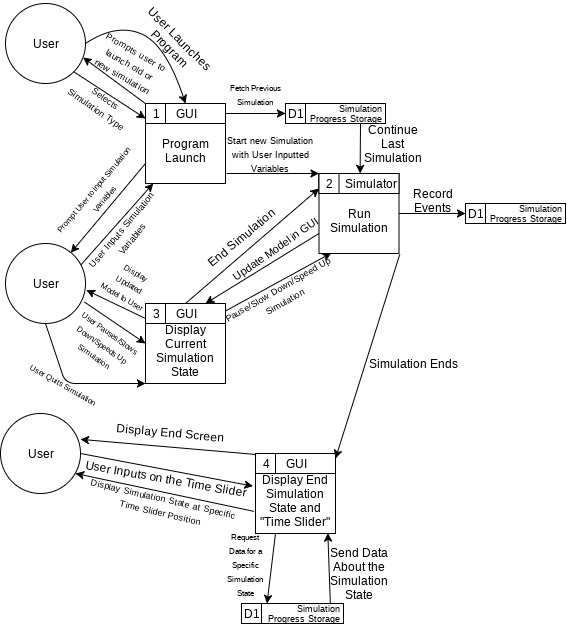 User
User Launches
Program
Prompts user to
launch old or
new simulation
Selects
Simulation Type
1 GUI
Program
Launch
Fetch Previous
Simulation
D1 Simulation
Progress Storage
Continue
Last
Simulation
Start new Simulation
with User Inputted
Variables
2 Simulator
Run
Simulation
Record
Events
D1 Simulation
Progress Storage
Prompt User to Input Simulation
Variables
User Input's Simulation
Variables
User
End Simulation
Update Model in GUI
Pause/Slow Down/Speed Up
Simulation
Display
Updated
Model to User
User Pauses/Slows
Down/Speeds Up
Simulation
User Quits Simulation
3 GUI
Display
Current
Simulation
State
Simulation Ends
User
Display End Screen
User Inputs on the Time Slider
Display Simulation State at Specific
Time Slider Position
4 GUI
Display End
Simulation
State and
"Time Slider"
Request
Data for a
Specific
Simulation
State
Send Data
About the
Simulation
State
D1 Simulation
Progress Storage